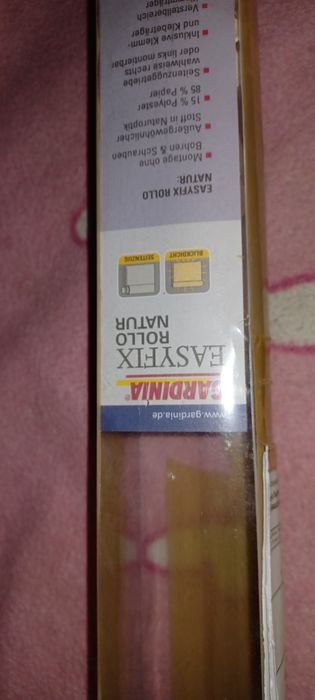 www.gardinia.de
GARDINIA®
EASYFIX
ROLLO
NATUR
BLICKDICHT
SEITENZUG
EASYFIX ROLLO
NATUR:
■ Montage ohne
Bohren & Schrauben
■ Außergewöhnlicher
Stoff in Naturoptik
■ 15 % Polyester
85 % Papier
■ Seitenzuggetriebe
wahlweise rechts
oder links montierbar
■ Inklusive Klemm-
und Klebeträger
■ Verstellbereich